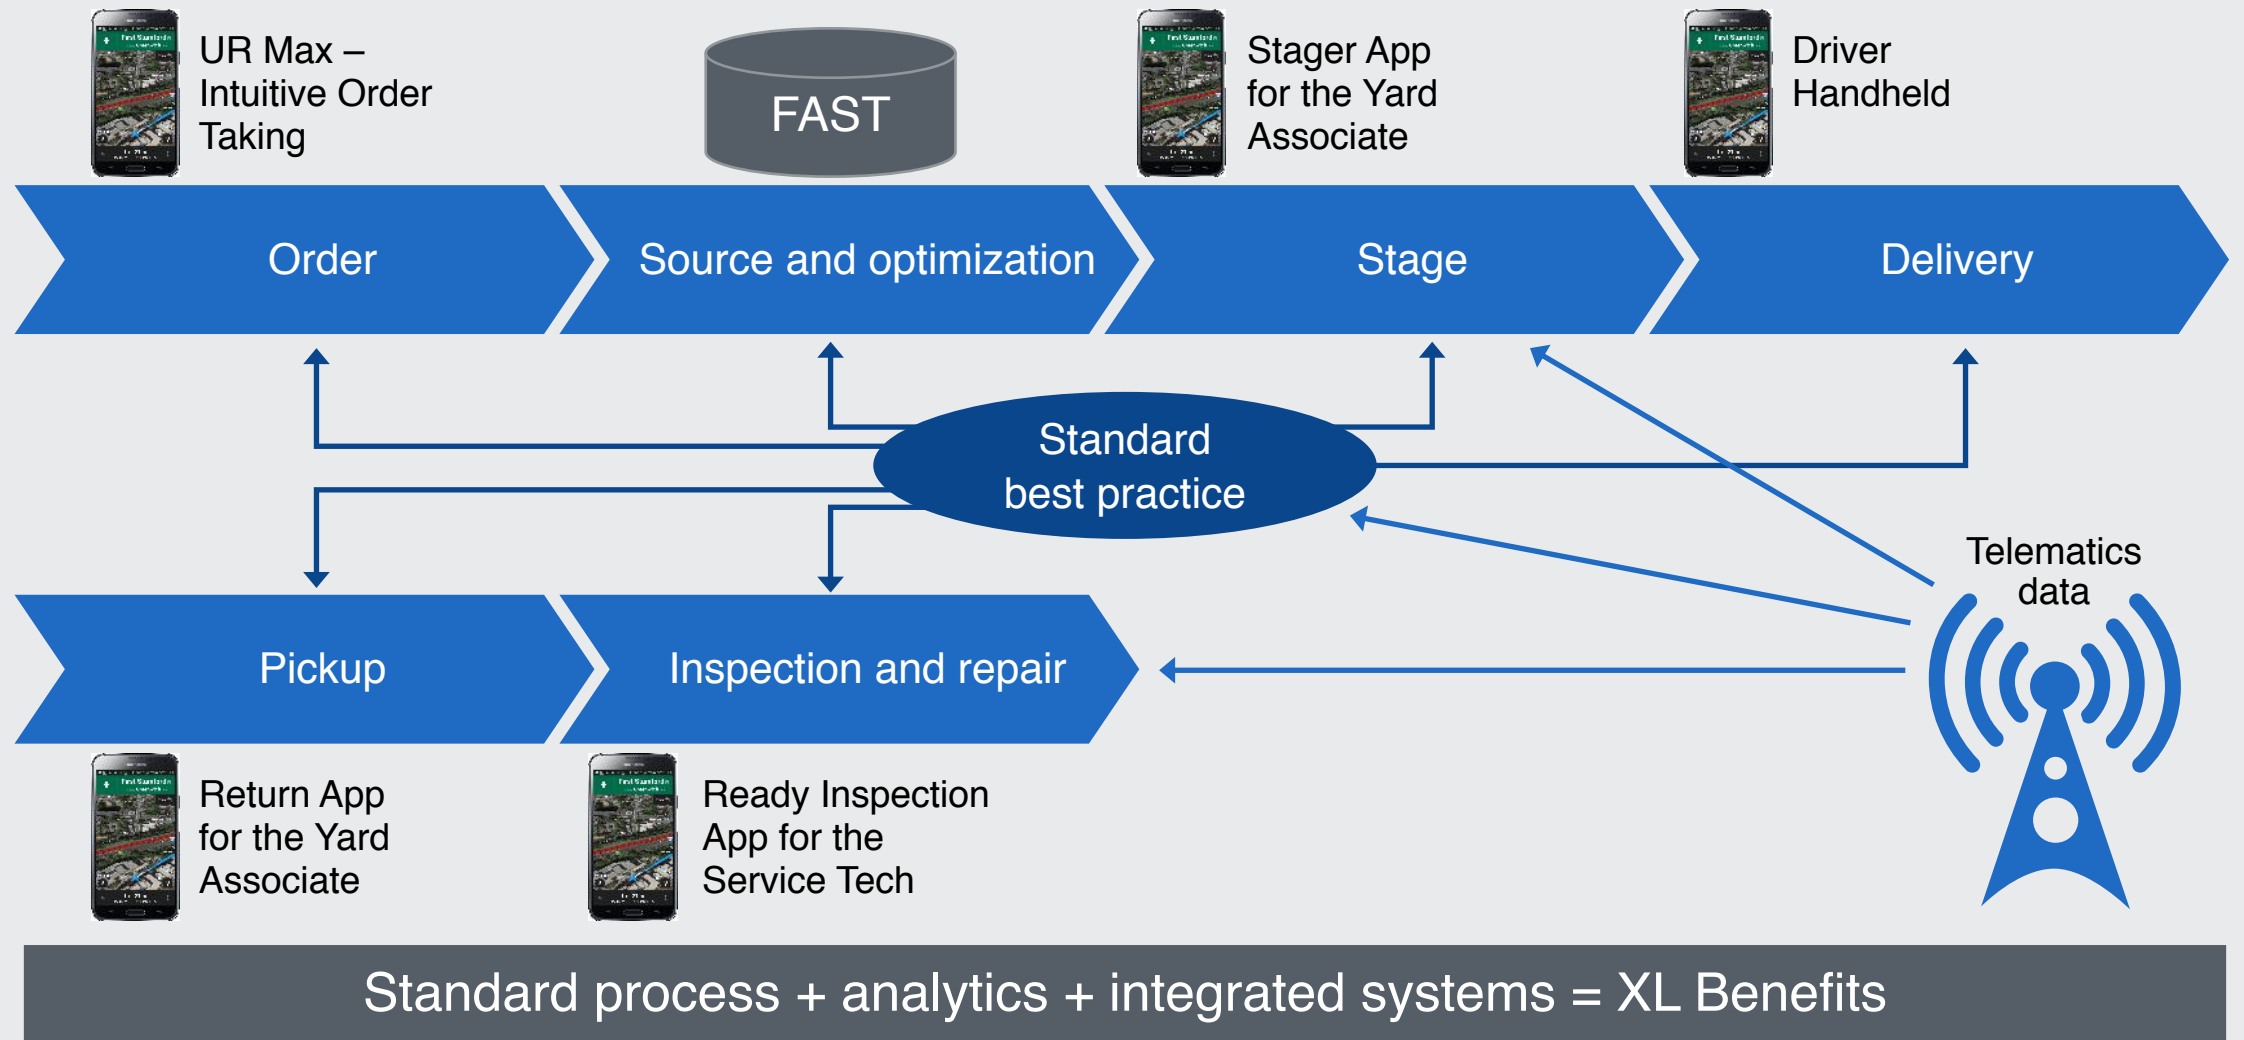 UR Max –
Intuitive Order
Taking
FAST
Stager App
for the Yard
Associate
Driver
Handheld
Order
Source and optimization
Stage
Delivery
Standard
best practice
Telematics
data
Pickup
Inspection and repair
Return App
for the Yard
Associate
Ready Inspection
App for the
Service Tech
Standard process + analytics + integrated systems = XL Benefits